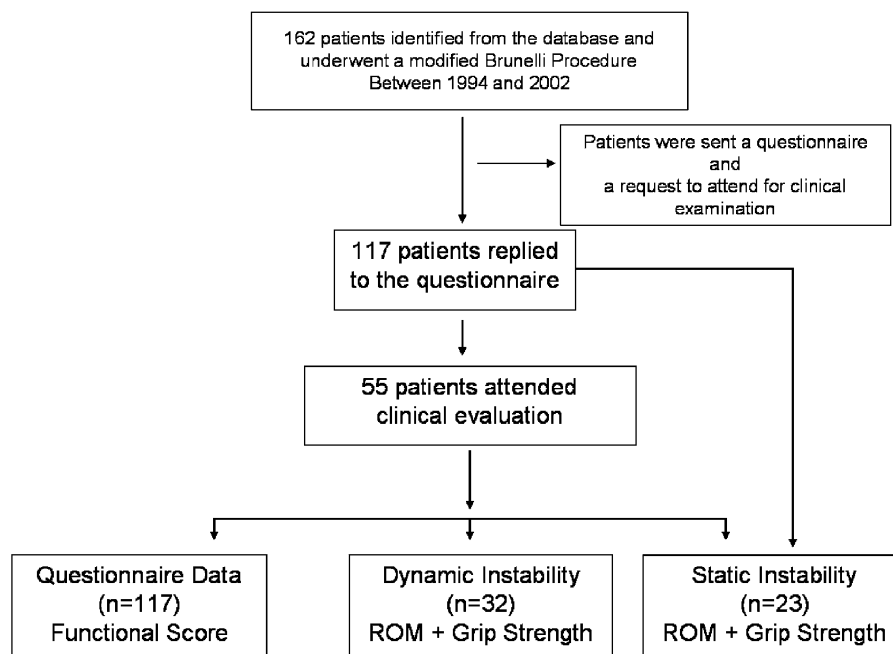 162 patients identified from the database and
underwent a modified Brunelli Procedure
Between 1994 and 2002
Patients were sent a questionnaire
and
a request to attend for clinical
examination
117 patients replied
to the questionnaire
55 patients attended
clinical evaluation
Questionnaire Data
(n=117)
Functional Score
Dynamic Instability
(n=32)
ROM + Grip Strength
Static Instability
(n=23)
ROM + Grip Strength